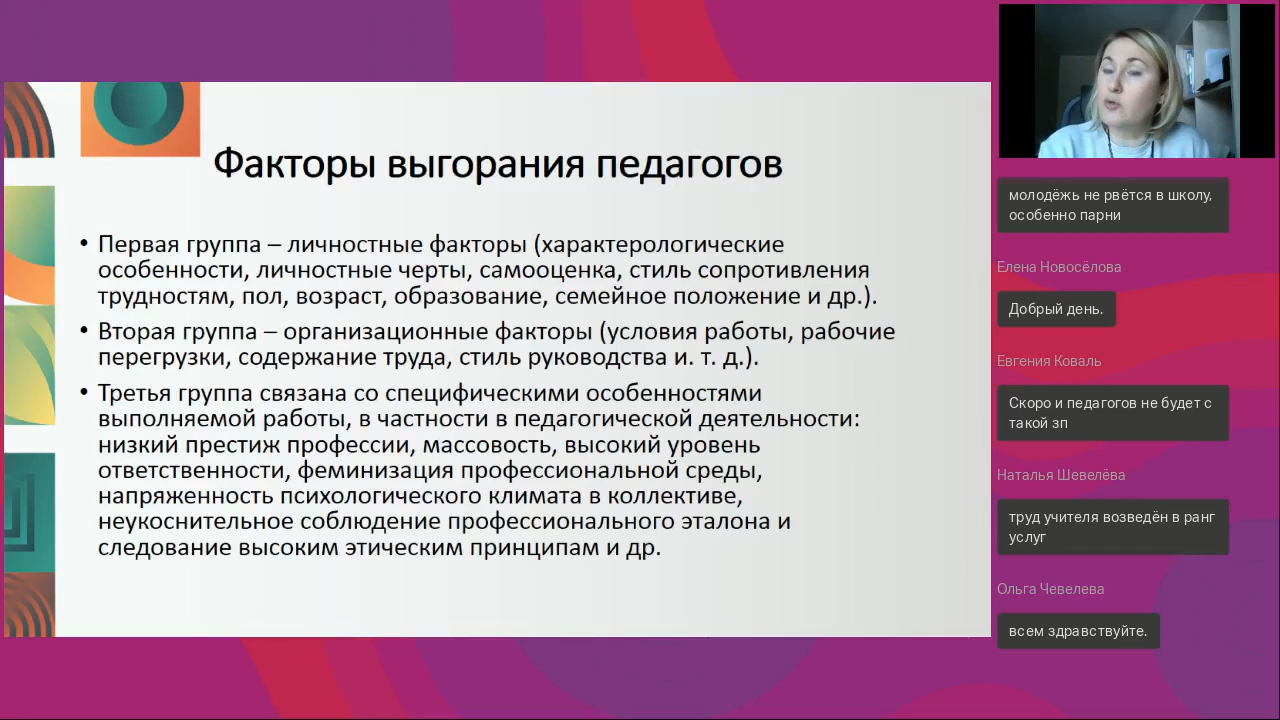 Факторы выгорания педагогов
• Первая группа – личностные факторы (характерологические
особенности, личностные черты, самооценка, стиль сопротивления
трудностям, пол, возраст, образование, семейное положение и др.).
• Вторая группа – организационные факторы (условия работы, рабочие
перегрузки, содержание труда, стиль руководства и. т. д.).
• Третья группа связана со специфическими особенностями
выполняемой работы, в частности в педагогической деятельности:
низкий престиж профессии, массовость, высокий уровень
ответственности, феминизация профессиональной среды,
напряженность психологического климата в коллективе,
неукоснительное соблюдение профессионального эталона и
следование высоким этическим принципам и др.
молодёжь не рвётся в школу,
особенно парни
Елена Новосёлова
Добрый день.
Евгения Коваль
Скоро и педагогов не будет с
такой зп
Наталья Шевелёва
труд учителя возведён в ранг
услуг
Ольга Чевелева
всем здравствуйте.